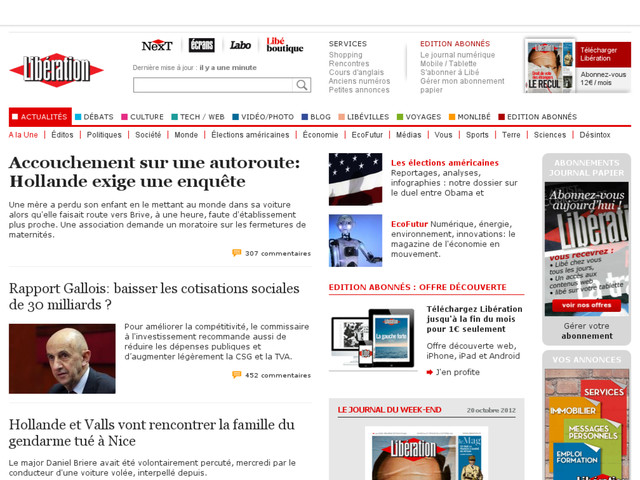 Libération
NexT
écrans
Labo
Libé
boutique
Dernière mise à jour : il y a une minute
SERVICES
Shopping
Rencontres
Cours d'anglais
Anciens numéros
Petites annonces
EDITION ABONNÉS
Le journal numérique
Mobile / Tablette
S'abonner à Libé
Gérer mon abonnement
papier
LE RECUL
Télécharger
Libération
Abonnez-vous
12€ / mois
ACTUALITÉS DÉBATS CULTURE TECH / WEB VIDÉO/PHOTO BLOG LIBÉVILLES VOYAGES MONLIBÉ EDITION ABONNÉS
A la Une Éditos Politiques Société Monde Élections américaines Économie EcoFutur Médias Vous Sports Terre Sciences Désintox
Accouchement sur une autoroute:
Hollande exige une enquête
Une mère a perdu son enfant en le mettant au monde dans sa voiture
alors qu'elle faisait route vers Brive, à une heure, faute d'établissement
plus proche. Une association demande un moratoire sur les fermetures de
maternités.
307 commentaires
Rapport Gallois: baisser les cotisations sociales
de 30 milliards ?
Pour améliorer la compétitivité, le commissaire
à l'investissement recommande aussi de
réduire les dépenses publiques et
d'augmenter légèrement la CSG et la TVA.
452 commentaires
Hollande et Valls vont rencontrer la famille du
gendarme tué à Nice
Le major Daniel Briere avait été volontairement percuté, mercredi par le
conducteur d'une voiture volée, interpellé depuis.
Les élections américaines
Reportages, analyses,
infographies : notre dossier sur
le duel entre Obama et
EcoFutur Numérique, énergie,
environnement, innovations: le
magazine de l'économie en
mouvement.
EDITION ABONNÉS : OFFRE DÉCOUVERTE
La gauche forte
Téléchargez Libération
jusqu'à la fin du mois
pour 1€ seulement
Offre découverte web,
iPhone, iPad et Android
J'en profite
LE JOURNAL DU WEEK-END
20 octobre 2012
Libération
Mag
ABONNEMENTS
JOURNAL PAPIER
Abonnez-vous
aujourd'hui !
Libération
Vous recevez :
• Libé chez vous
tous les jours,
• Un accès aux
contenus web
• libé sur votre tablette
voir nos offres
Gérer votre
abonnement
VOS ANNONCES
SERVICES
IMMOBILIER
MESSAGES
PERSONNELS
EMPLOI
FORMATION
Libération